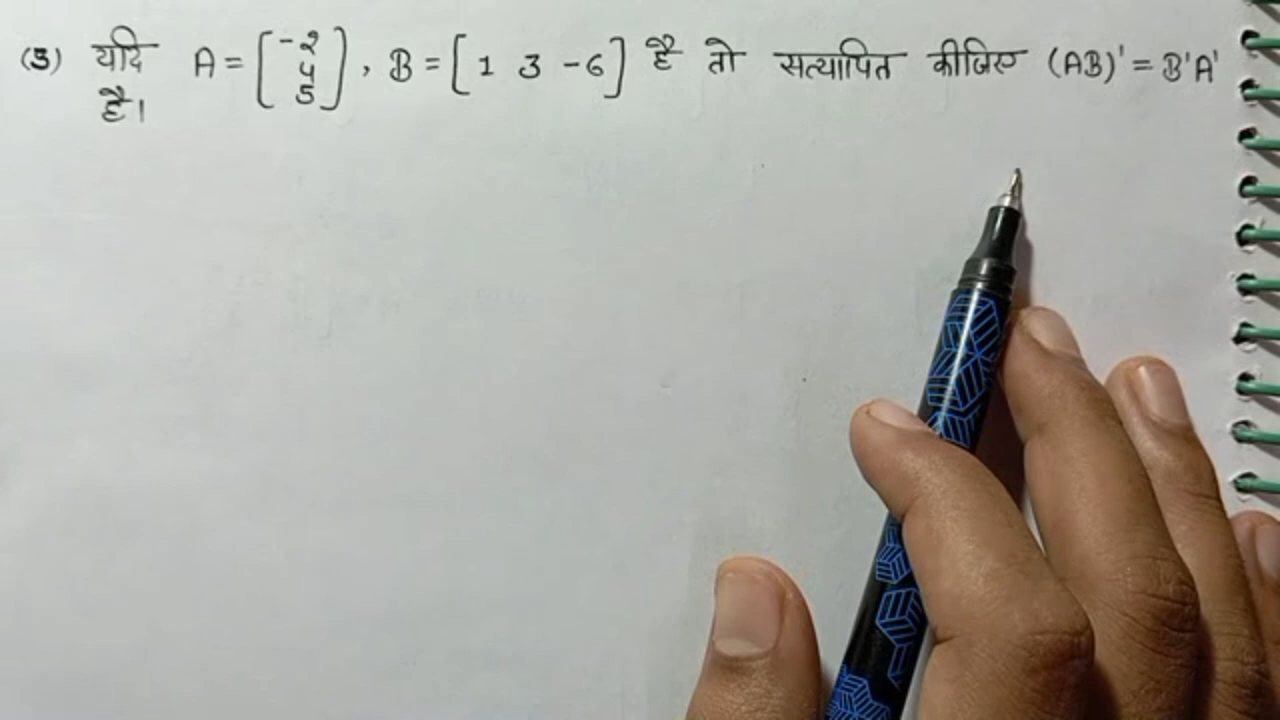 (3) यदि A = [-2 4 5], B = [1 3 -6] है तो सत्यापित कीजिए (AB)' = B'A'
है।